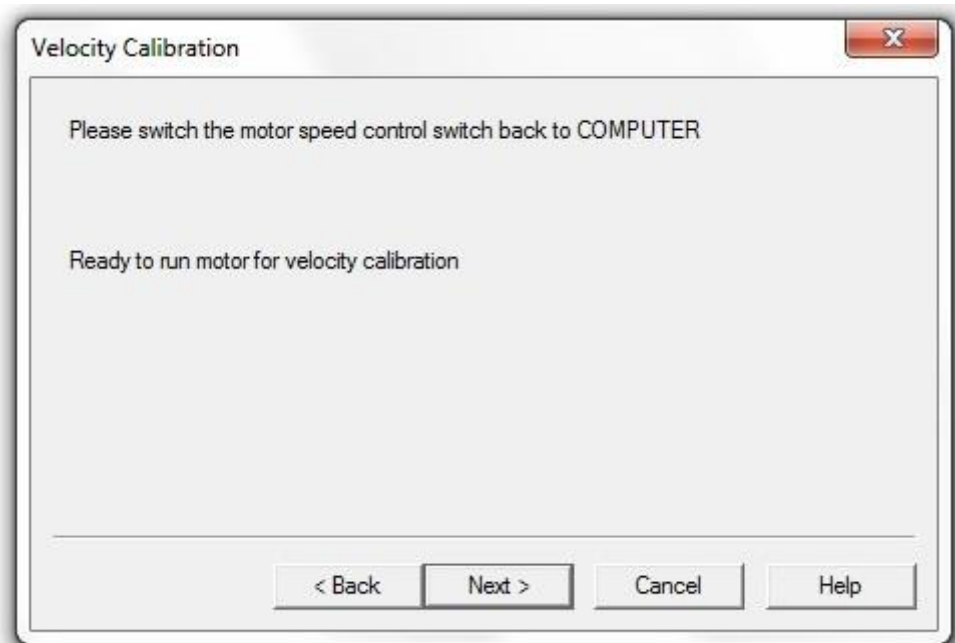 Velocity Calibration
Please switch the motor speed control switch back to COMPUTER
Ready to run motor for velocity calibration
< Back Next > Cancel Help